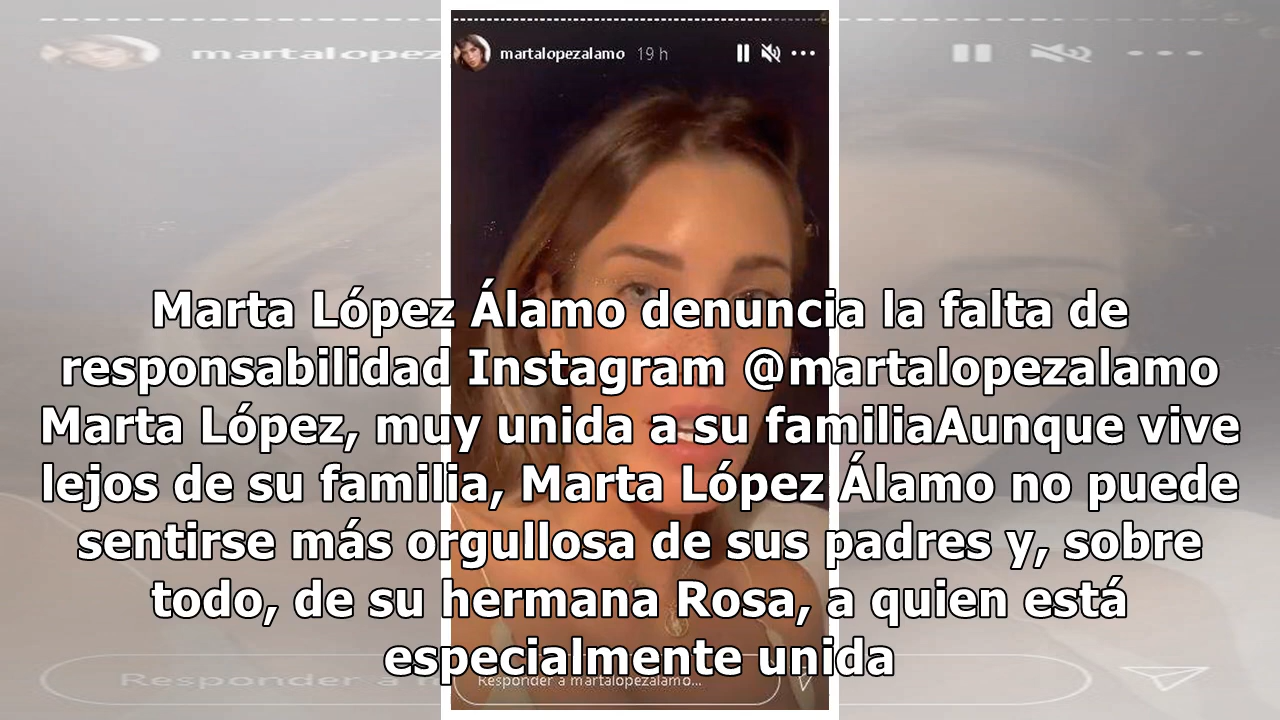 martalopez
martalopezalamo 19 h
Marta López Álamo denuncia la falta de
responsabilidad Instagram @martalopezalamo
Marta López, muy unida a su familiaAunque vive
lejos de su familia, Marta López Álamo no puede
sentirse más orgullosa de sus padres y, sobre
todo, de su hermana Rosa, a quien está
especialmente unida
Responder a
Responder a martalopezalamo...